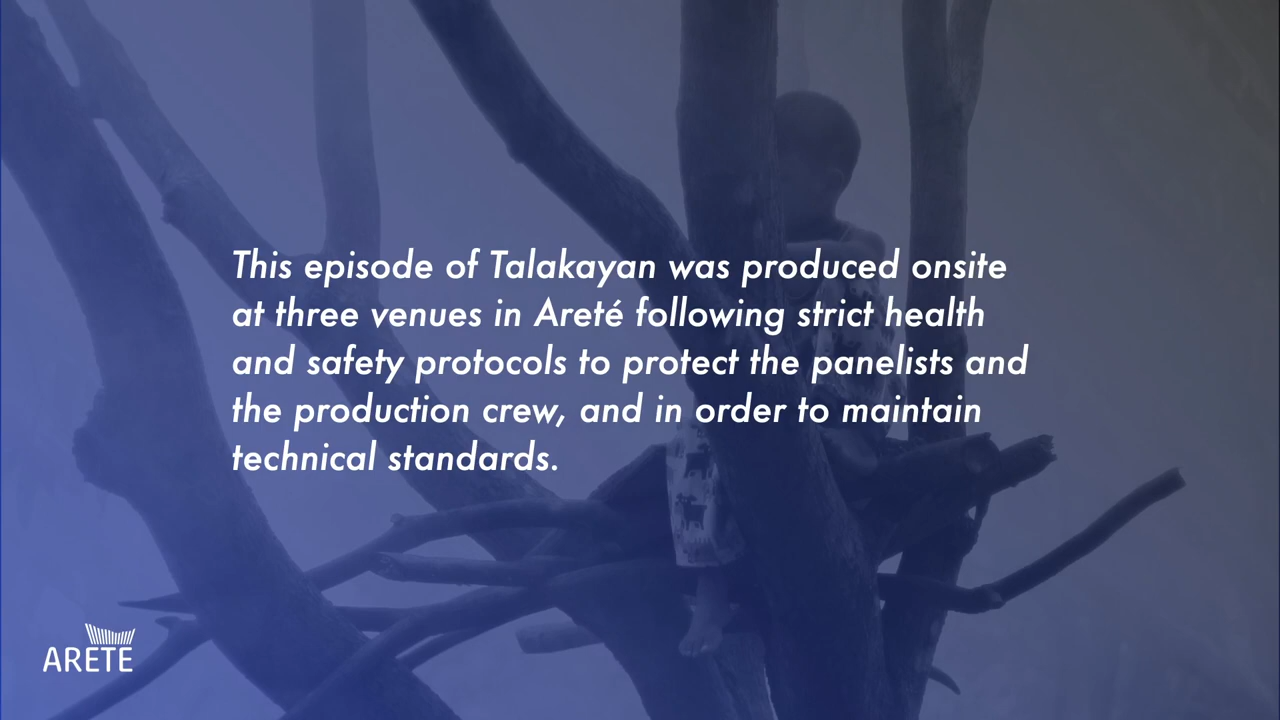 This episode of Talakayan was produced onsite
at three venues in Areté following strict health
and safety protocols to protect the panelists and
the production crew, and in order to maintain
technical standards.
ARETÉ